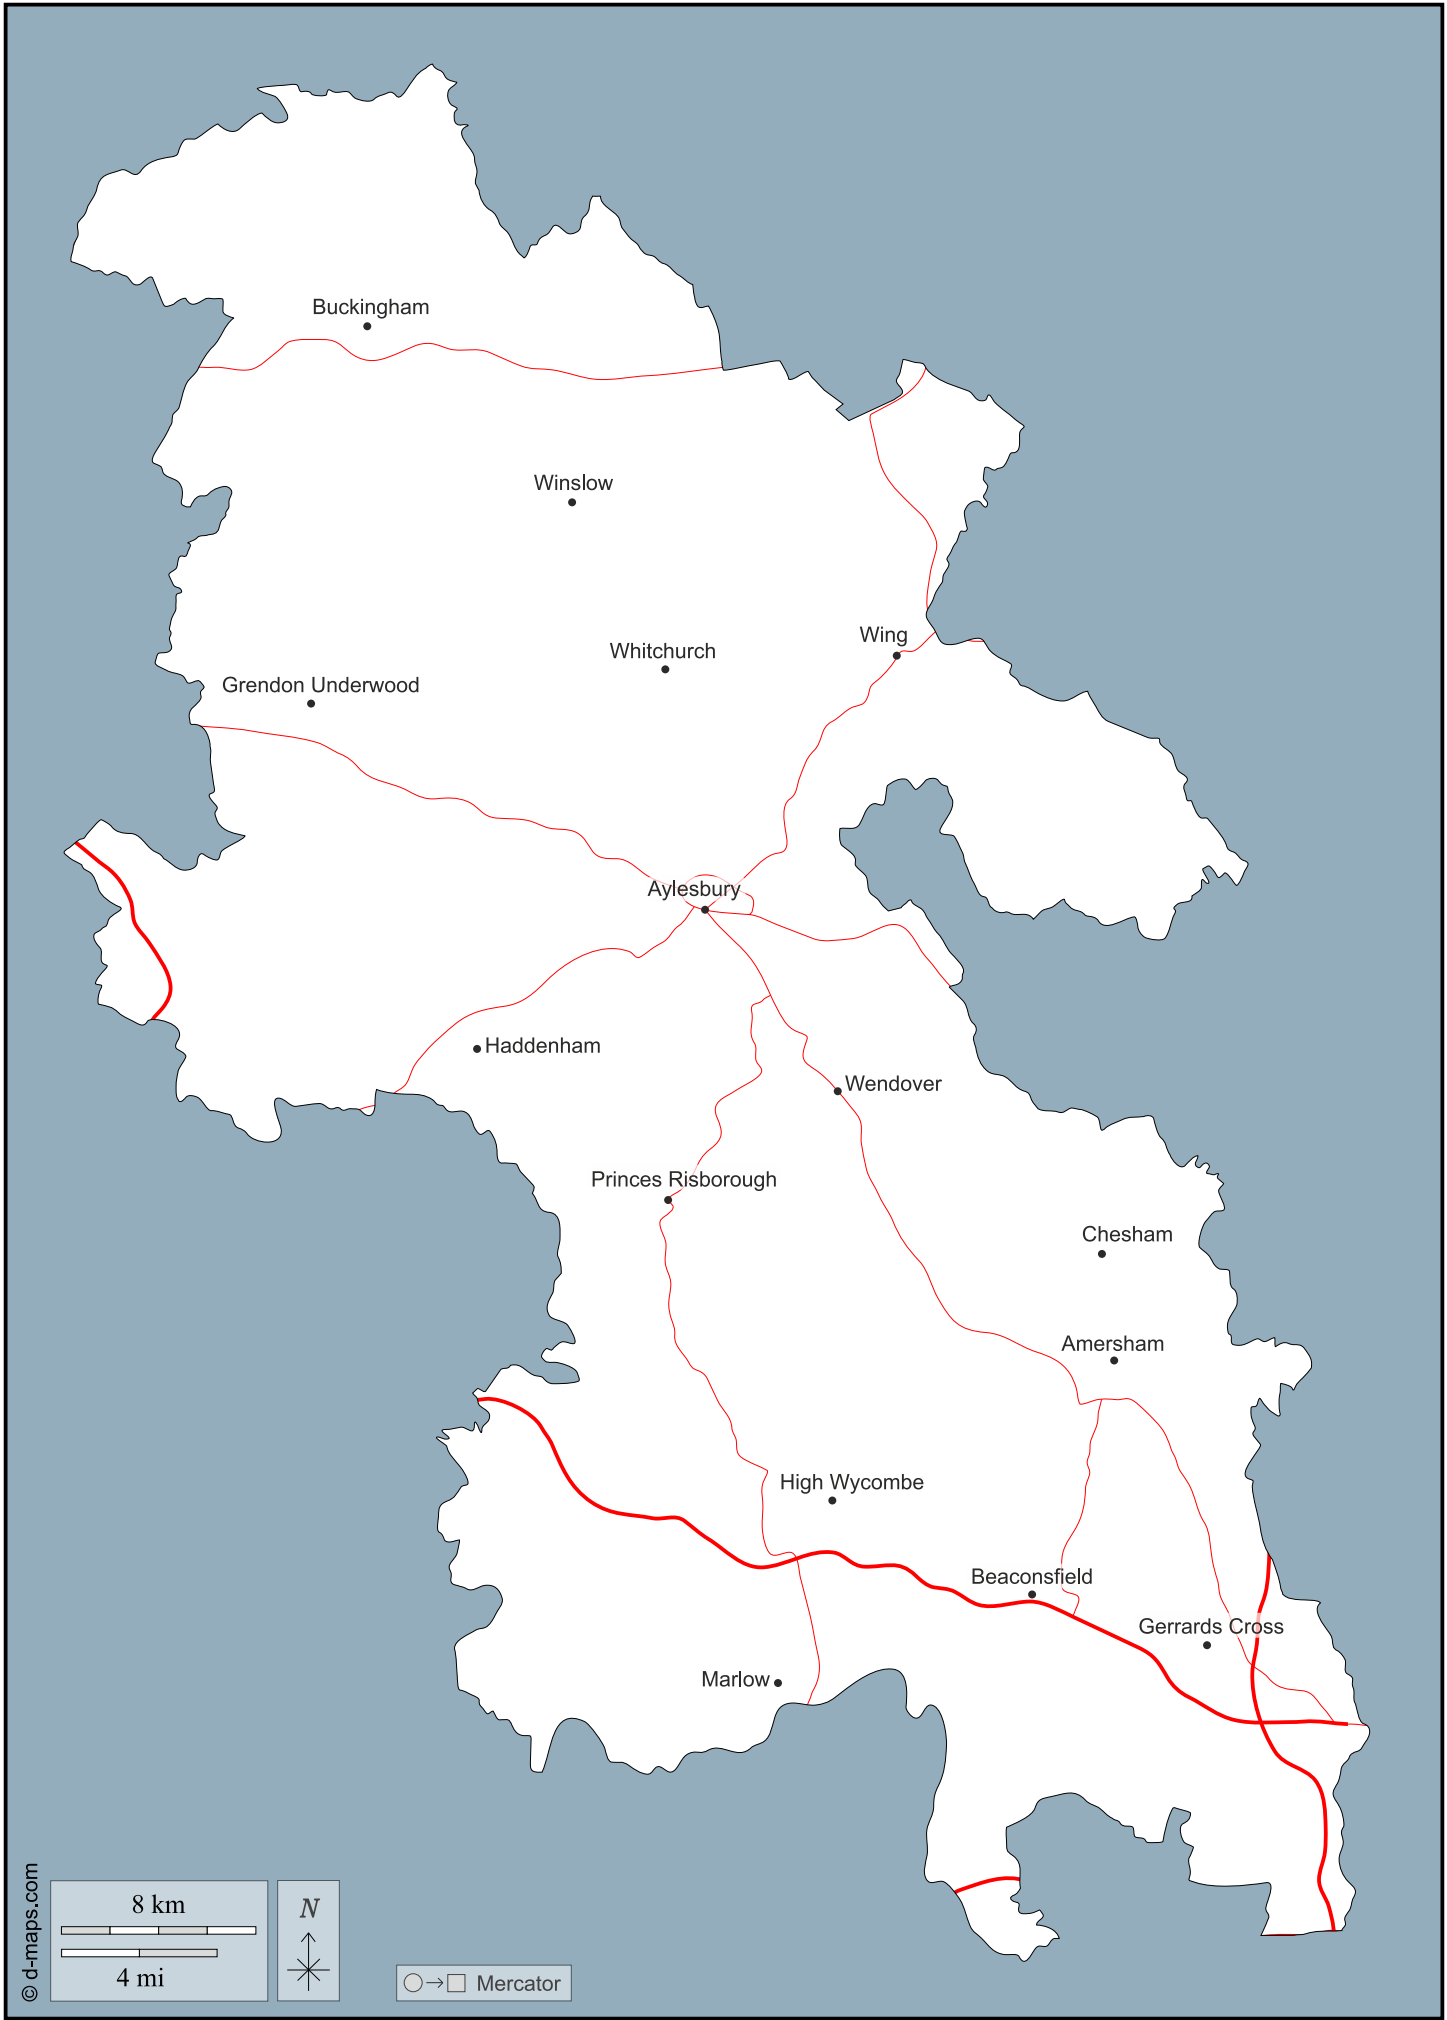 Buckingham
Winslow
Wing
Whitchurch
Grendon Underwood
Aylesbury
Haddenham
Wendover
Princes Risborough
Chesham
Amersham
High Wycombe
Beaconsfield
Gerrards Cross
Marlow
© d-maps.com
8 km
4 mi
N
Mercator